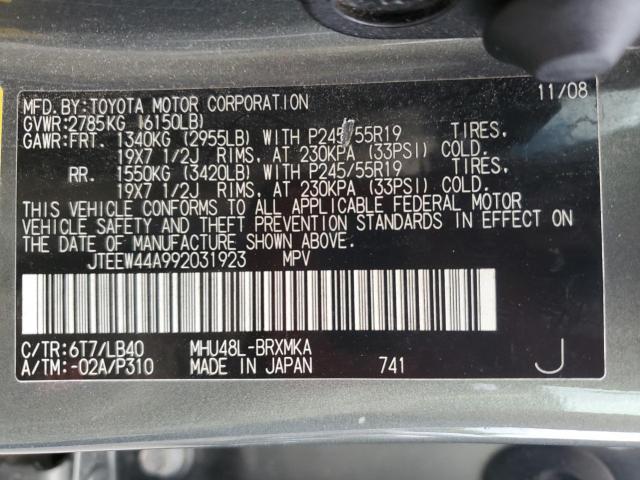 MFD. BY: TOYOTA MOTOR CORPORATION 11/08
GVWR: 2785KG (6150LB)
GAWR: FRT. 1340KG (2955LB) WITH P245/55R19 TIRES,
19X7 1/2J RIMS, AT 230KPA (33PSI) COLD.
RR. 1550KG (3420LB) WITH P245/55R19 TIRES,
19X7 1/2J RIMS, AT 230KPA (33PSI) COLD.
THIS VEHICLE CONFORMS TO ALL APPLICABLE FEDERAL MOTOR
VEHICLE SAFETY AND THEFT PREVENTION STANDARDS IN EFFECT ON
THE DATE OF MANUFACTURE SHOWN ABOVE.
JTEEW44A992031923 MPV
C/TR: 6T7/LB40 MHU48L-BRXMKA
A/TM: -02A/P310 MADE IN JAPAN 741 J